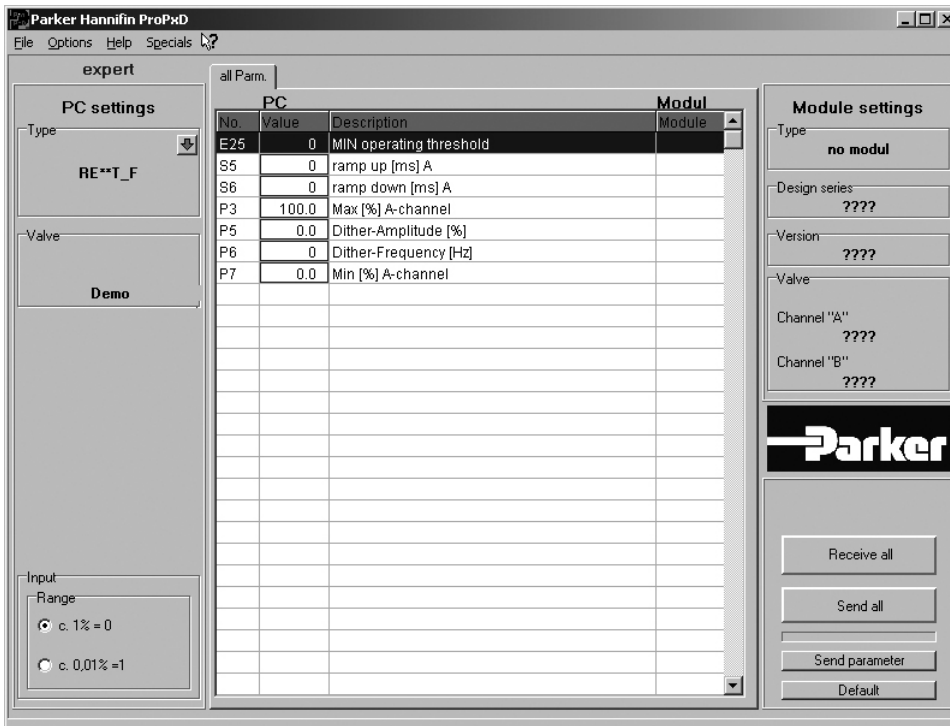 Parker Hannifin ProPxD
File Options Help Specials
expert
PC settings
Type
RE**T_F
Valve
Demo
Input
Range
c. 1% = 0
c. 0,01% =1
all Parm.
PC Modul
No. Value Description Module
E25 0 MIN operating threshold
S5 0 ramp up [ms] A
S6 0 ramp down [ms] A
P3 100.0 Max [%] A-channel
P5 0.0 Dither-Amplitude [%]
P6 0 Dither-Frequency [Hz]
P7 0.0 Min [%] A-channel
Module settings
Type
no modul
Design series
????
Version
????
Valve
Channel "A"
????
Channel "B"
????
Parker
Receive all
Send all
Send parameter
Default